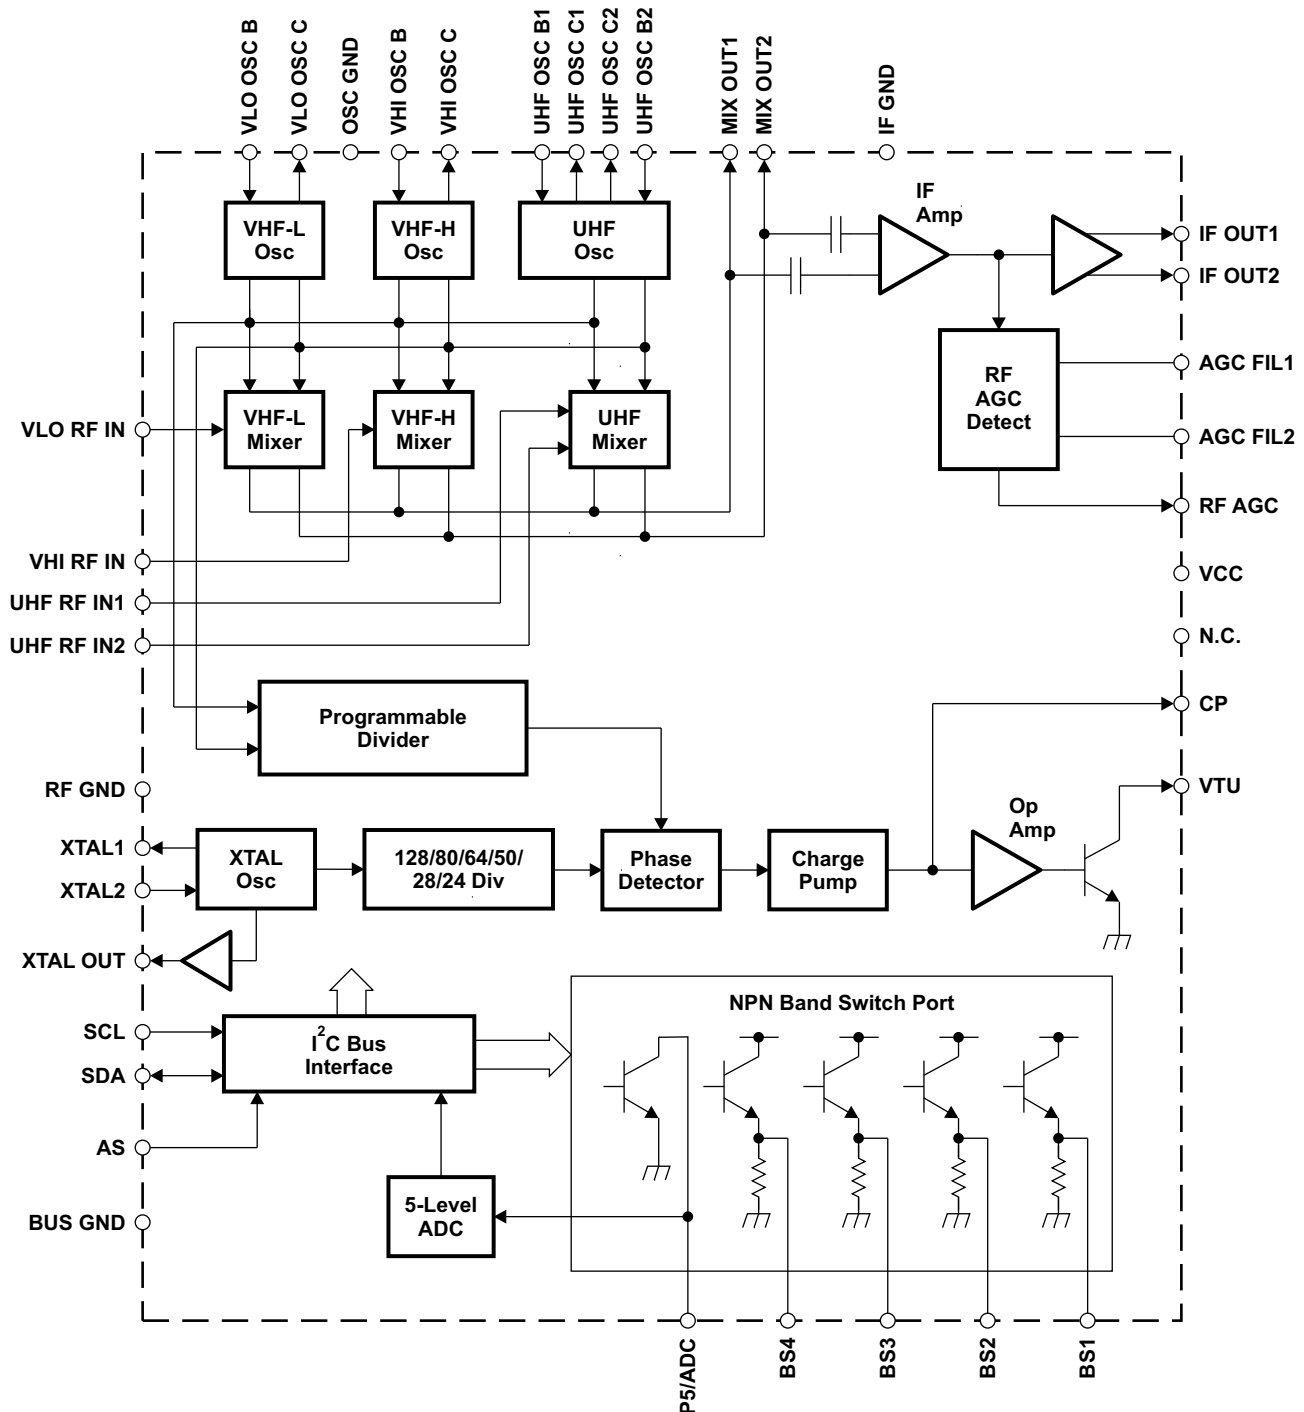 VLO OSC B
VLO OSC C
OSC GND
VHI OSC B
VHI OSC C
UHF OSC B1
UHF OSC C1
UHF OSC C2
UHF OSC B2
MIX OUT1
MIX OUT2
IF GND
VHF-L
Osc
VHF-H
Osc
UHF
Osc
IF
Amp
IF OUT1
IF OUT2
RF
AGC
Detect
AGC FIL1
AGC FIL2
RF AGC
VCC
N.C.
CP
VTU
VLO RF IN
VHF-L
Mixer
VHF-H
Mixer
UHF
Mixer
VHI RF IN
UHF RF IN1
UHF RF IN2
Programmable
Divider
RF GND
XTAL1
XTAL2
XTAL
Osc
128/80/64/50/
28/24 Div
Phase
Detector
Charge
Pump
Op
Amp
XTAL OUT
SCL
SDA
AS
BUS GND
I²C Bus
Interface
5-Level
ADC
NPN Band Switch Port
P5/ADC
BS4
BS3
BS2
BS1